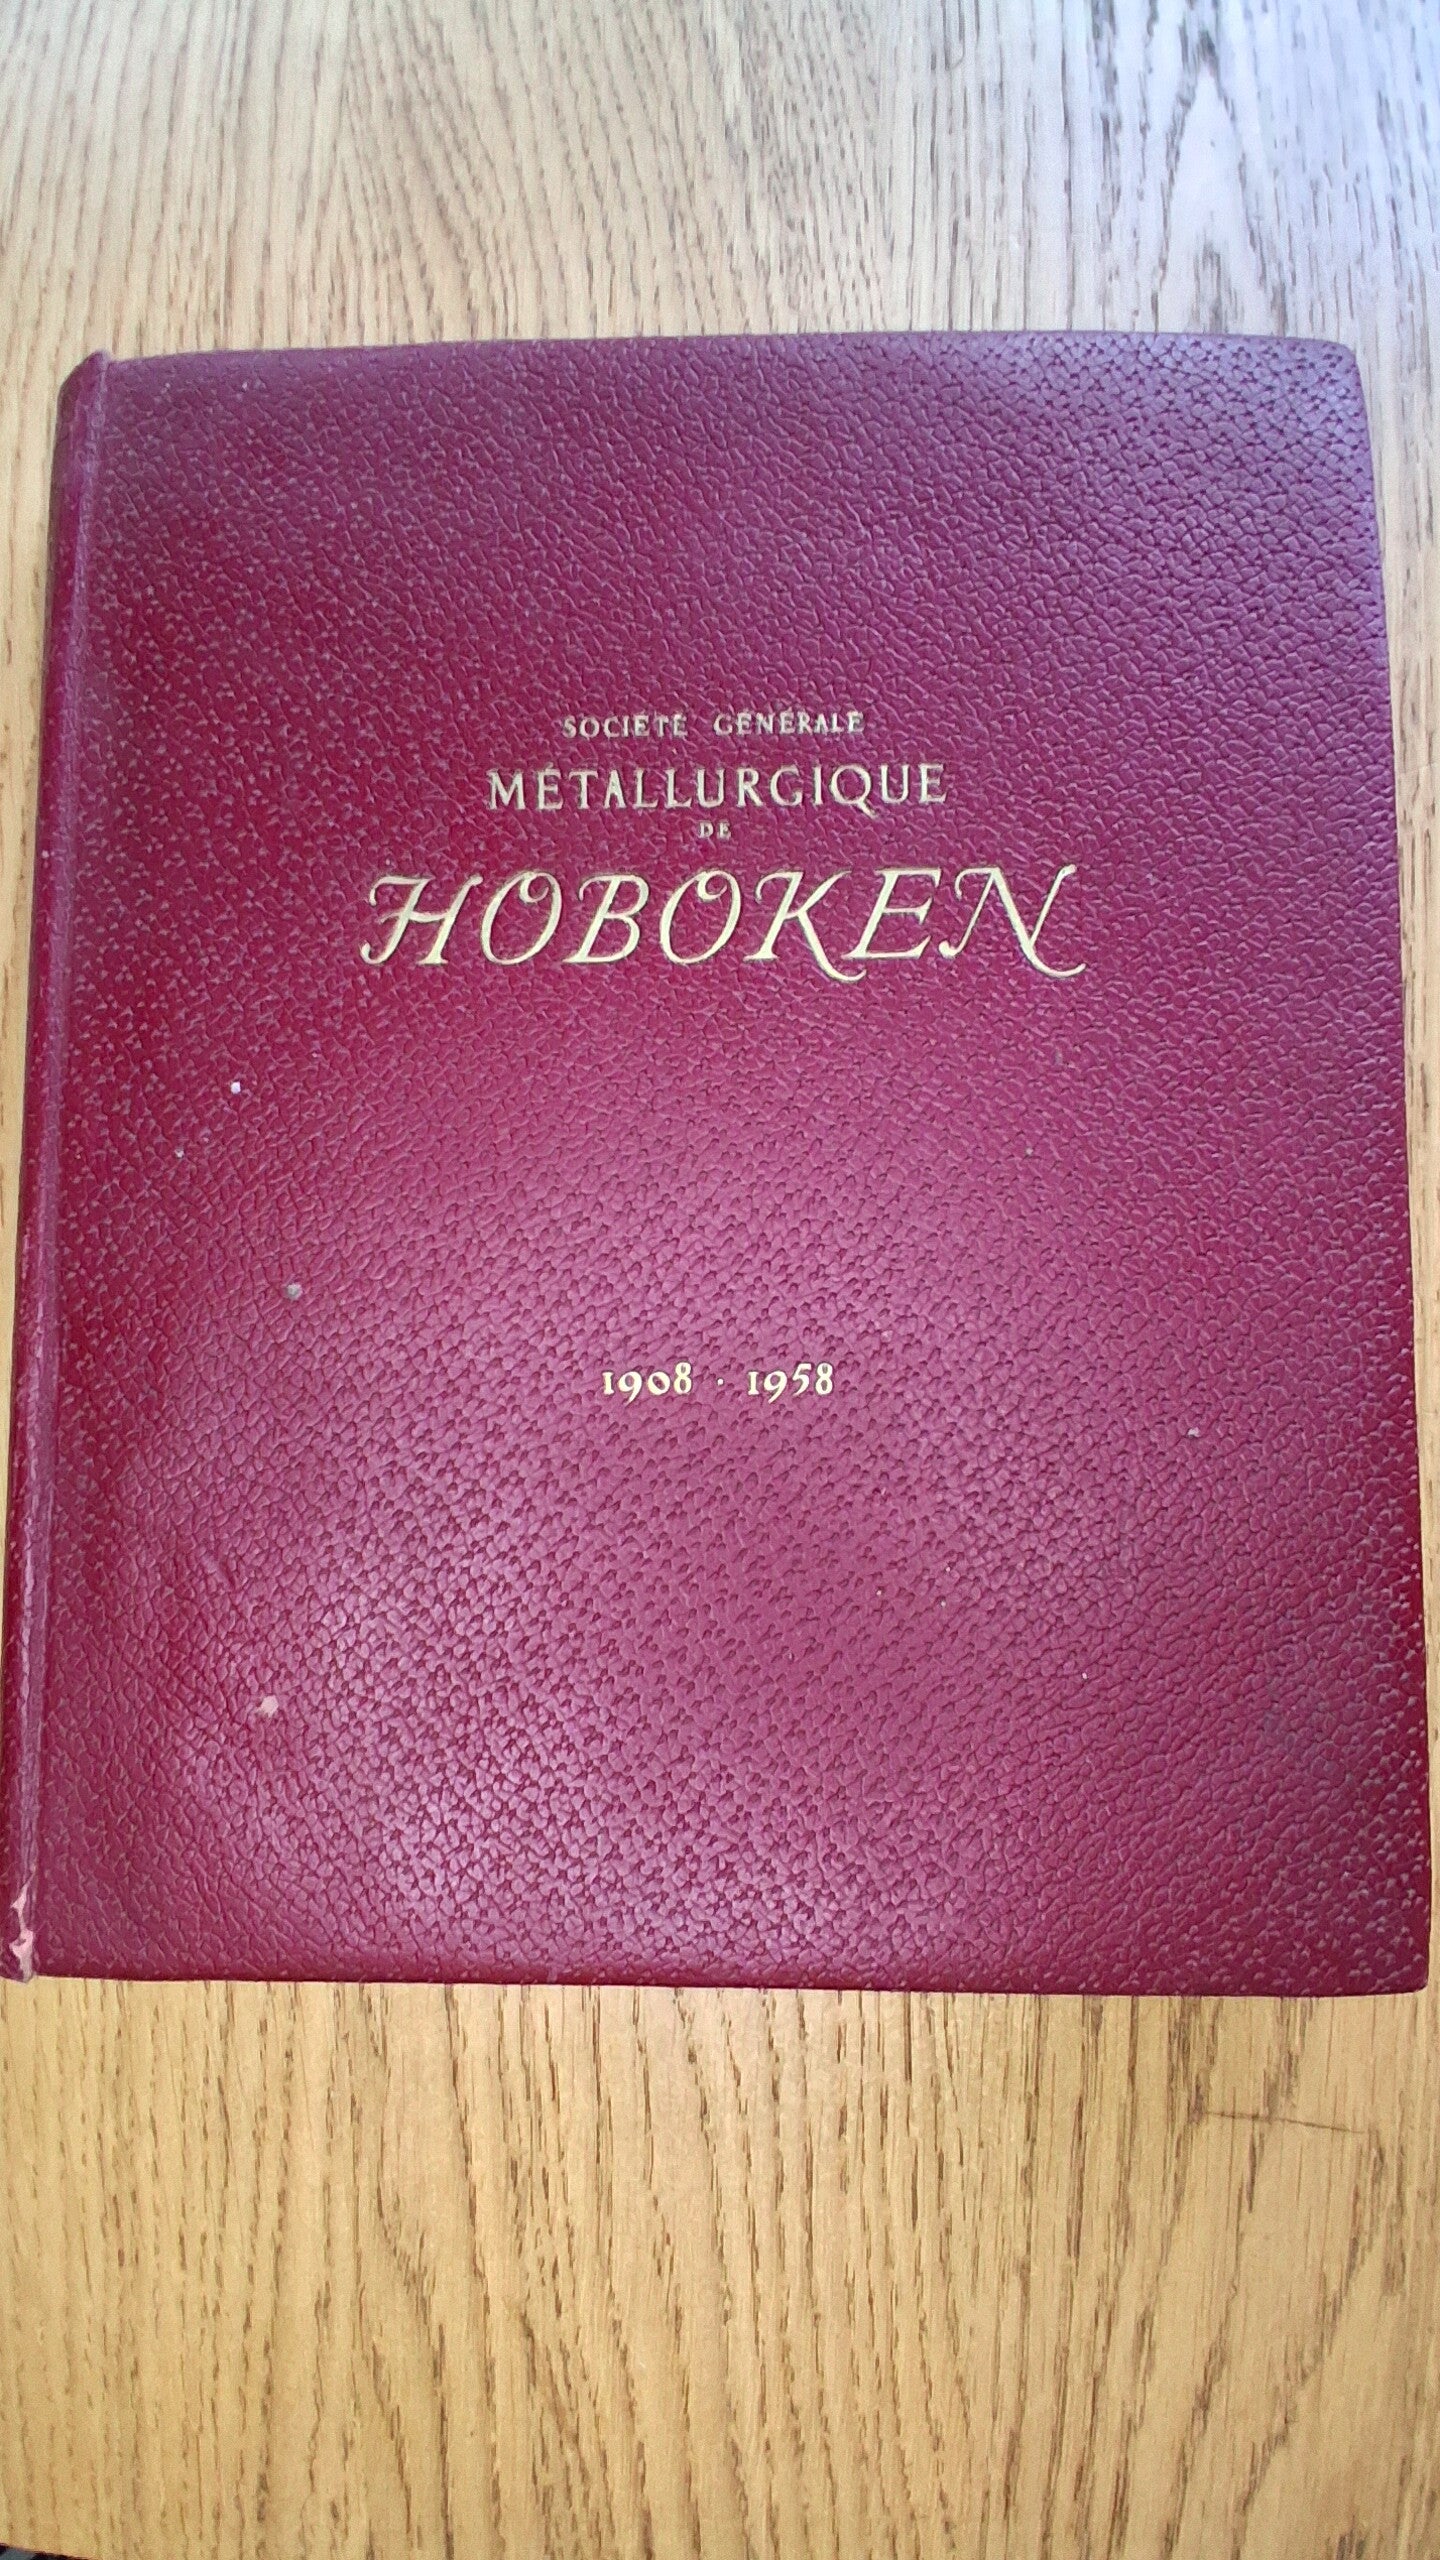 SOCIÉTÉ GÉNÉRALE
MÉTALLURGIQUE
DE
HOBOKEN
1908 · 1958